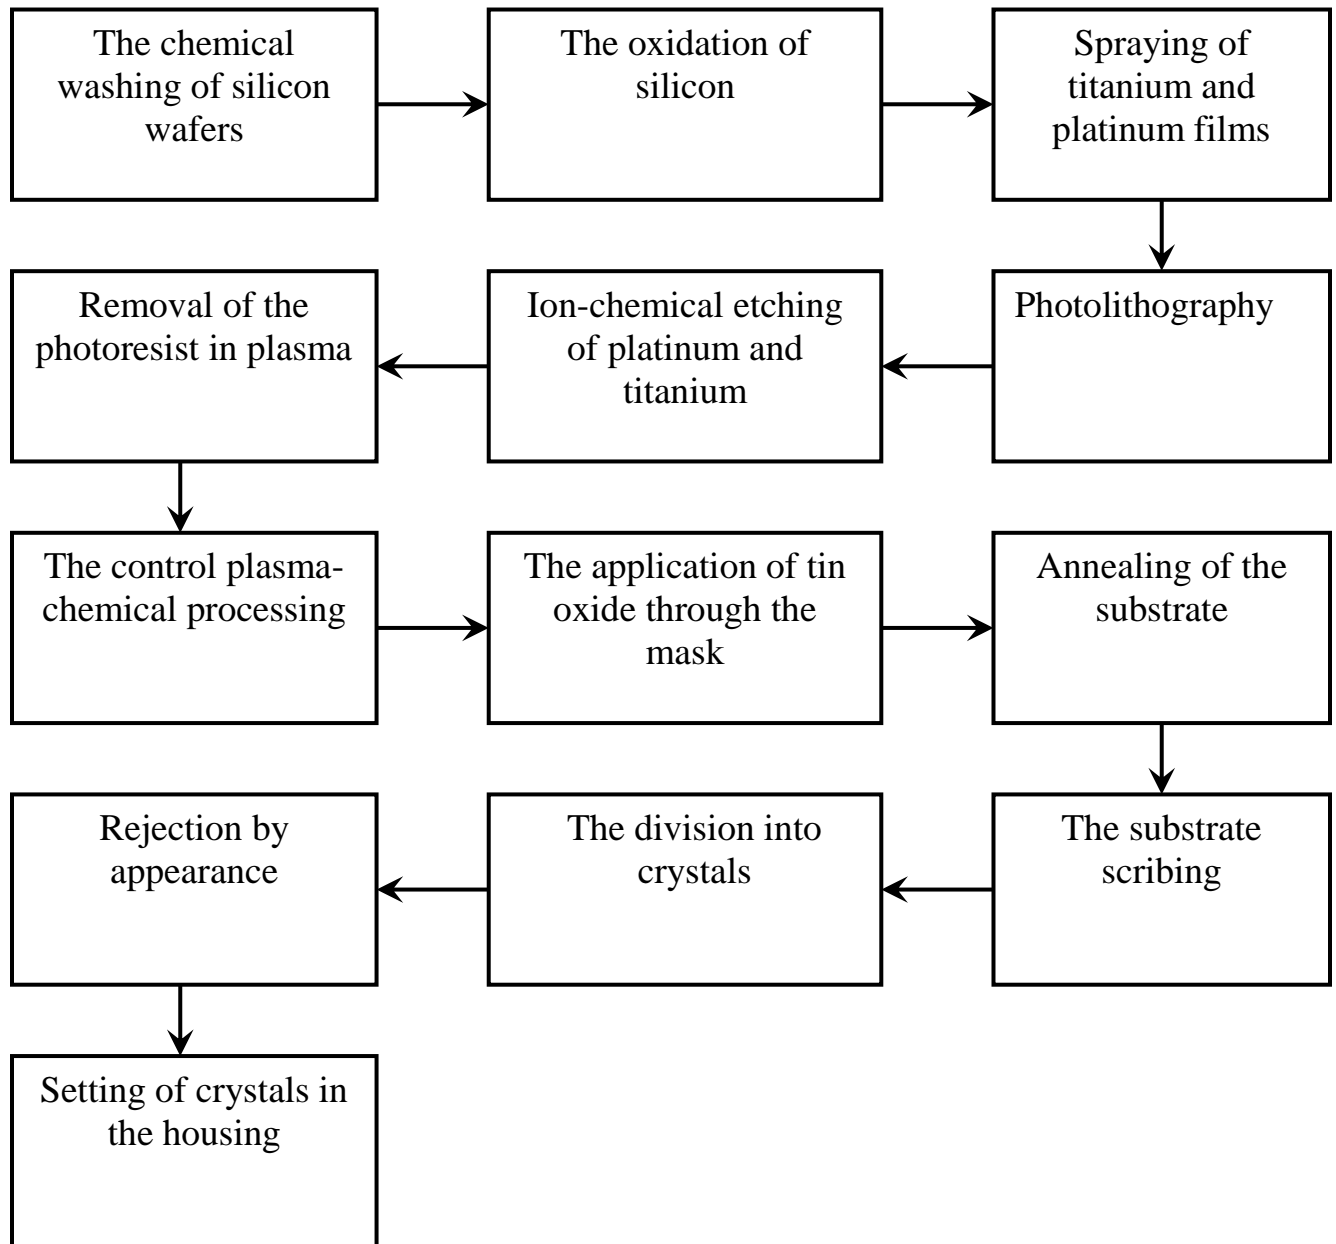 The chemical
washing of silicon
wafers
The oxidation of
silicon
Spraying of
titanium and
platinum films
Photolithography
Ion-chemical etching
of platinum and
titanium
Removal of the
photoresist in plasma
The control plasma-
chemical processing
The application of tin
oxide through the
mask
Annealing of the
substrate
The substrate
scribing
The division into
crystals
Rejection by
appearance
Setting of crystals in
the housing